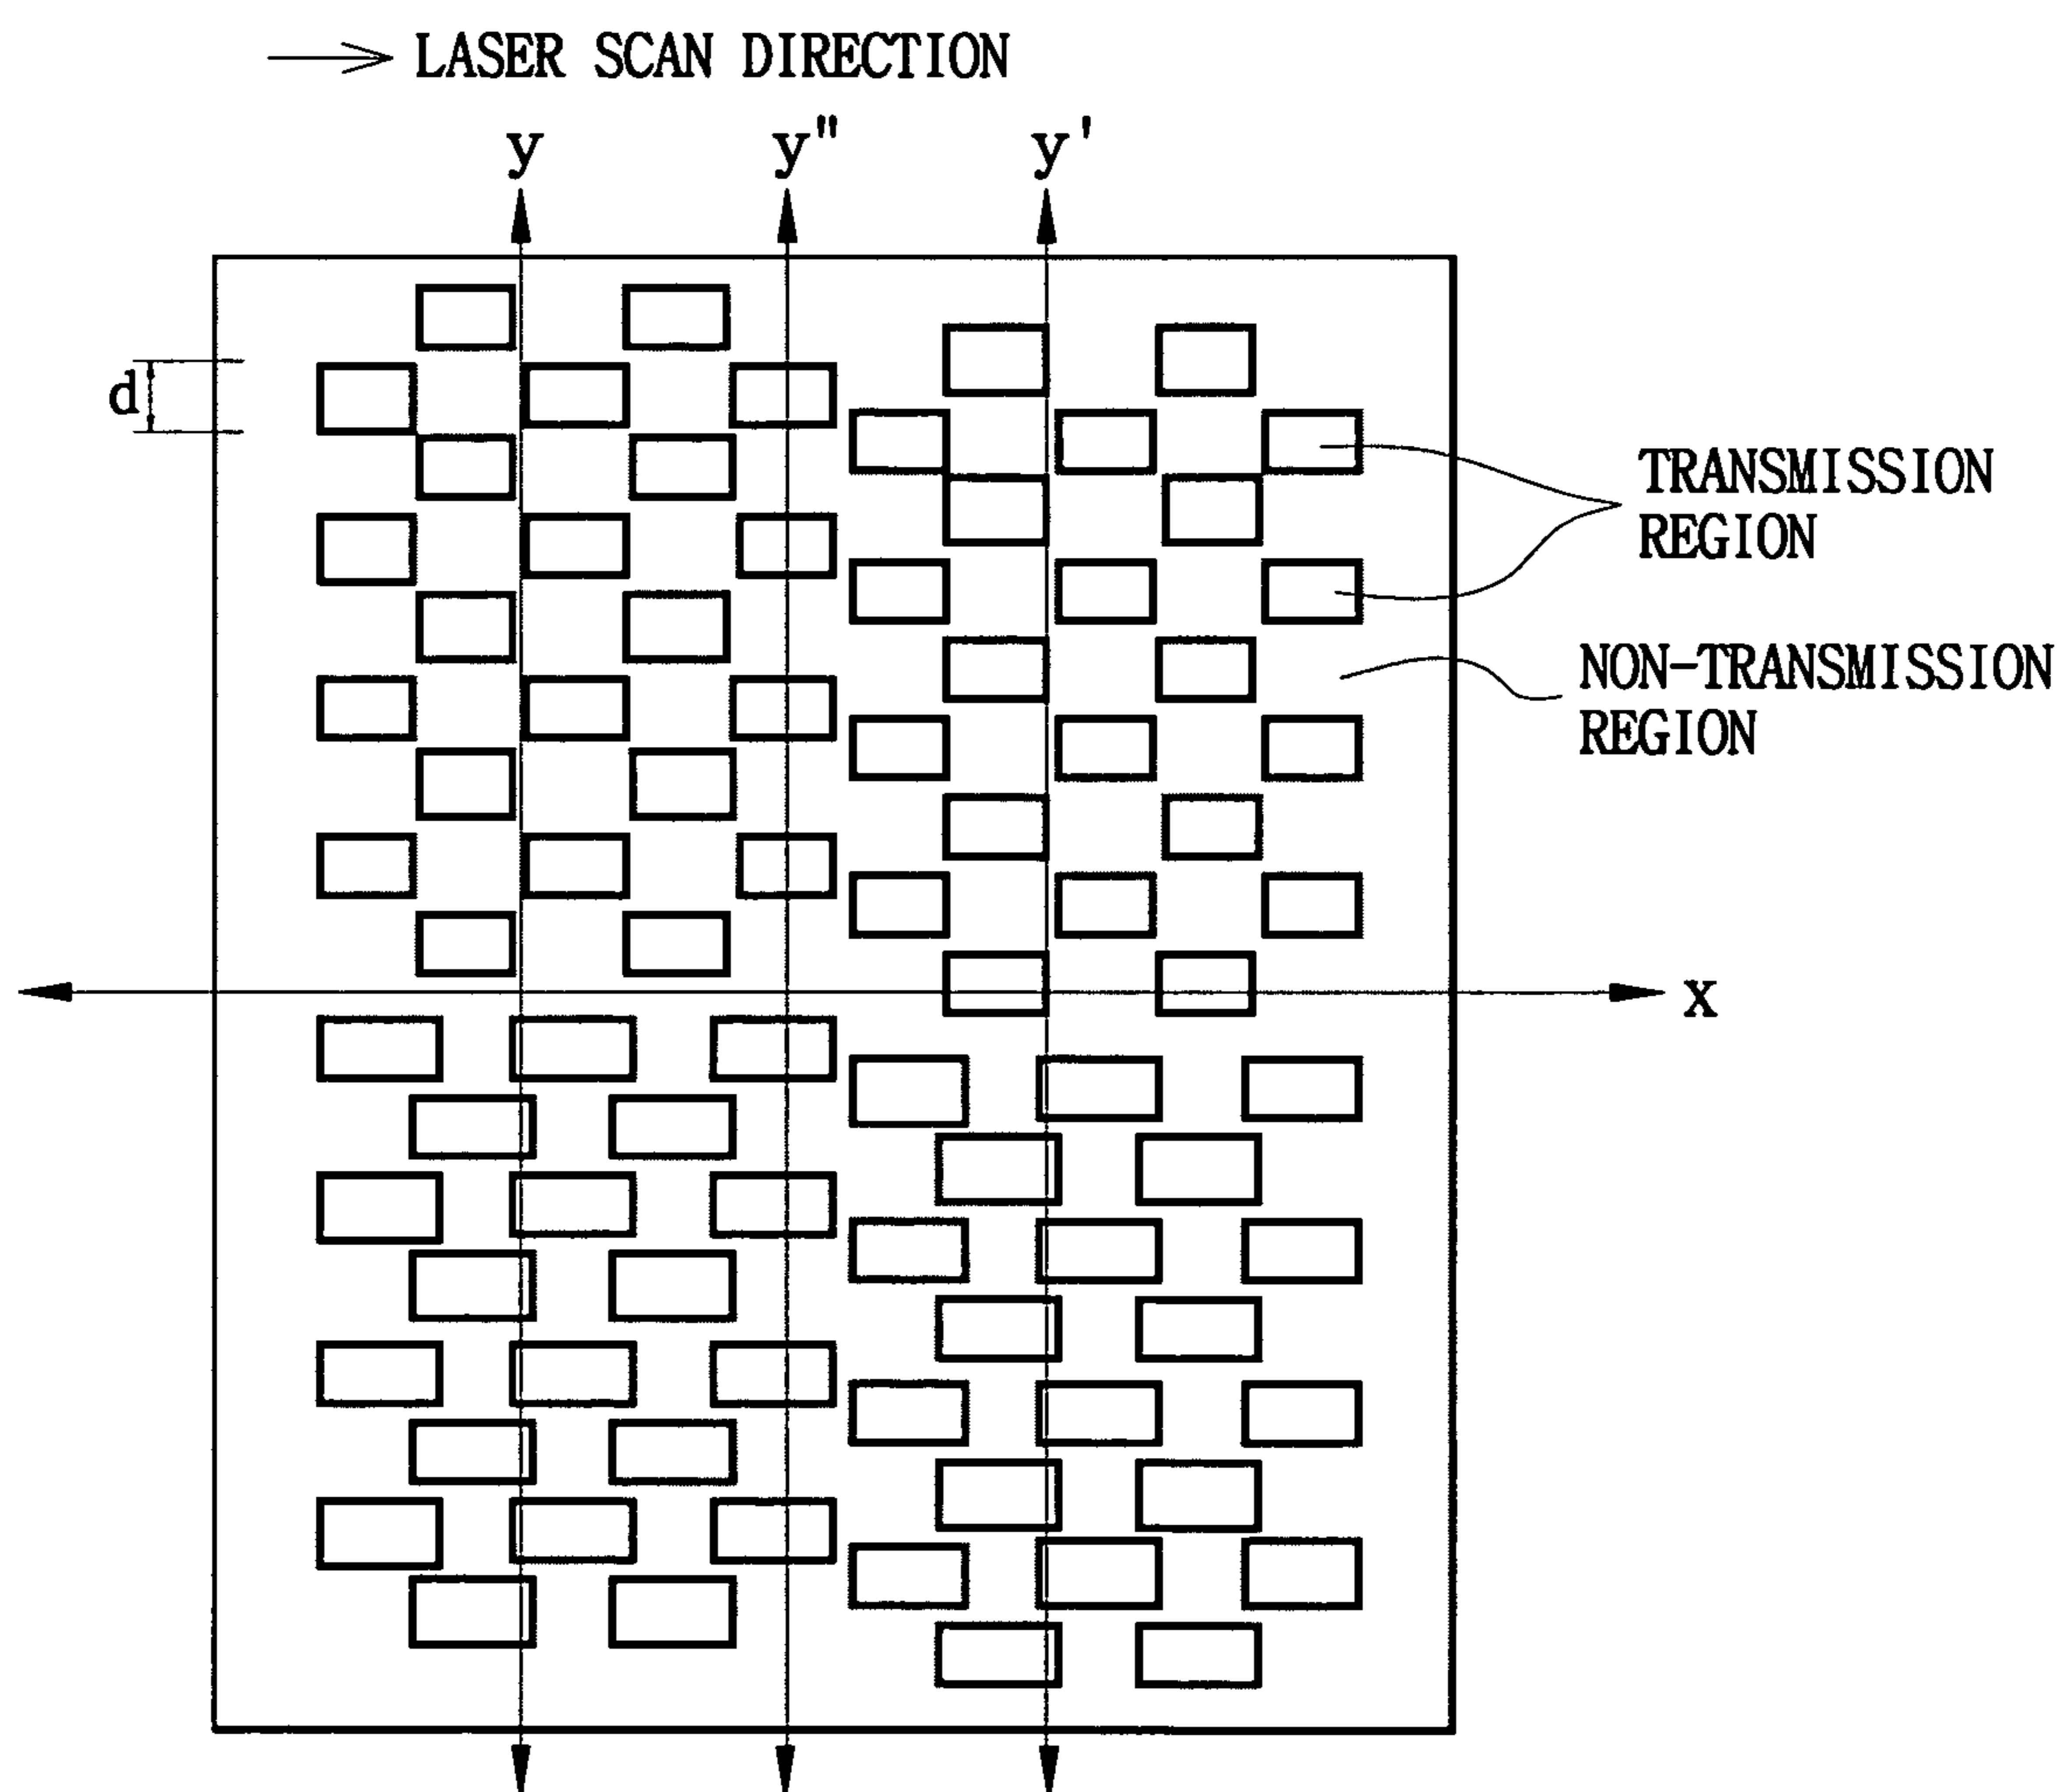 LASER SCAN DIRECTION
y
y"
y'
d
TRANSMISSION
REGION
NON-TRANSMISSION
REGION
x